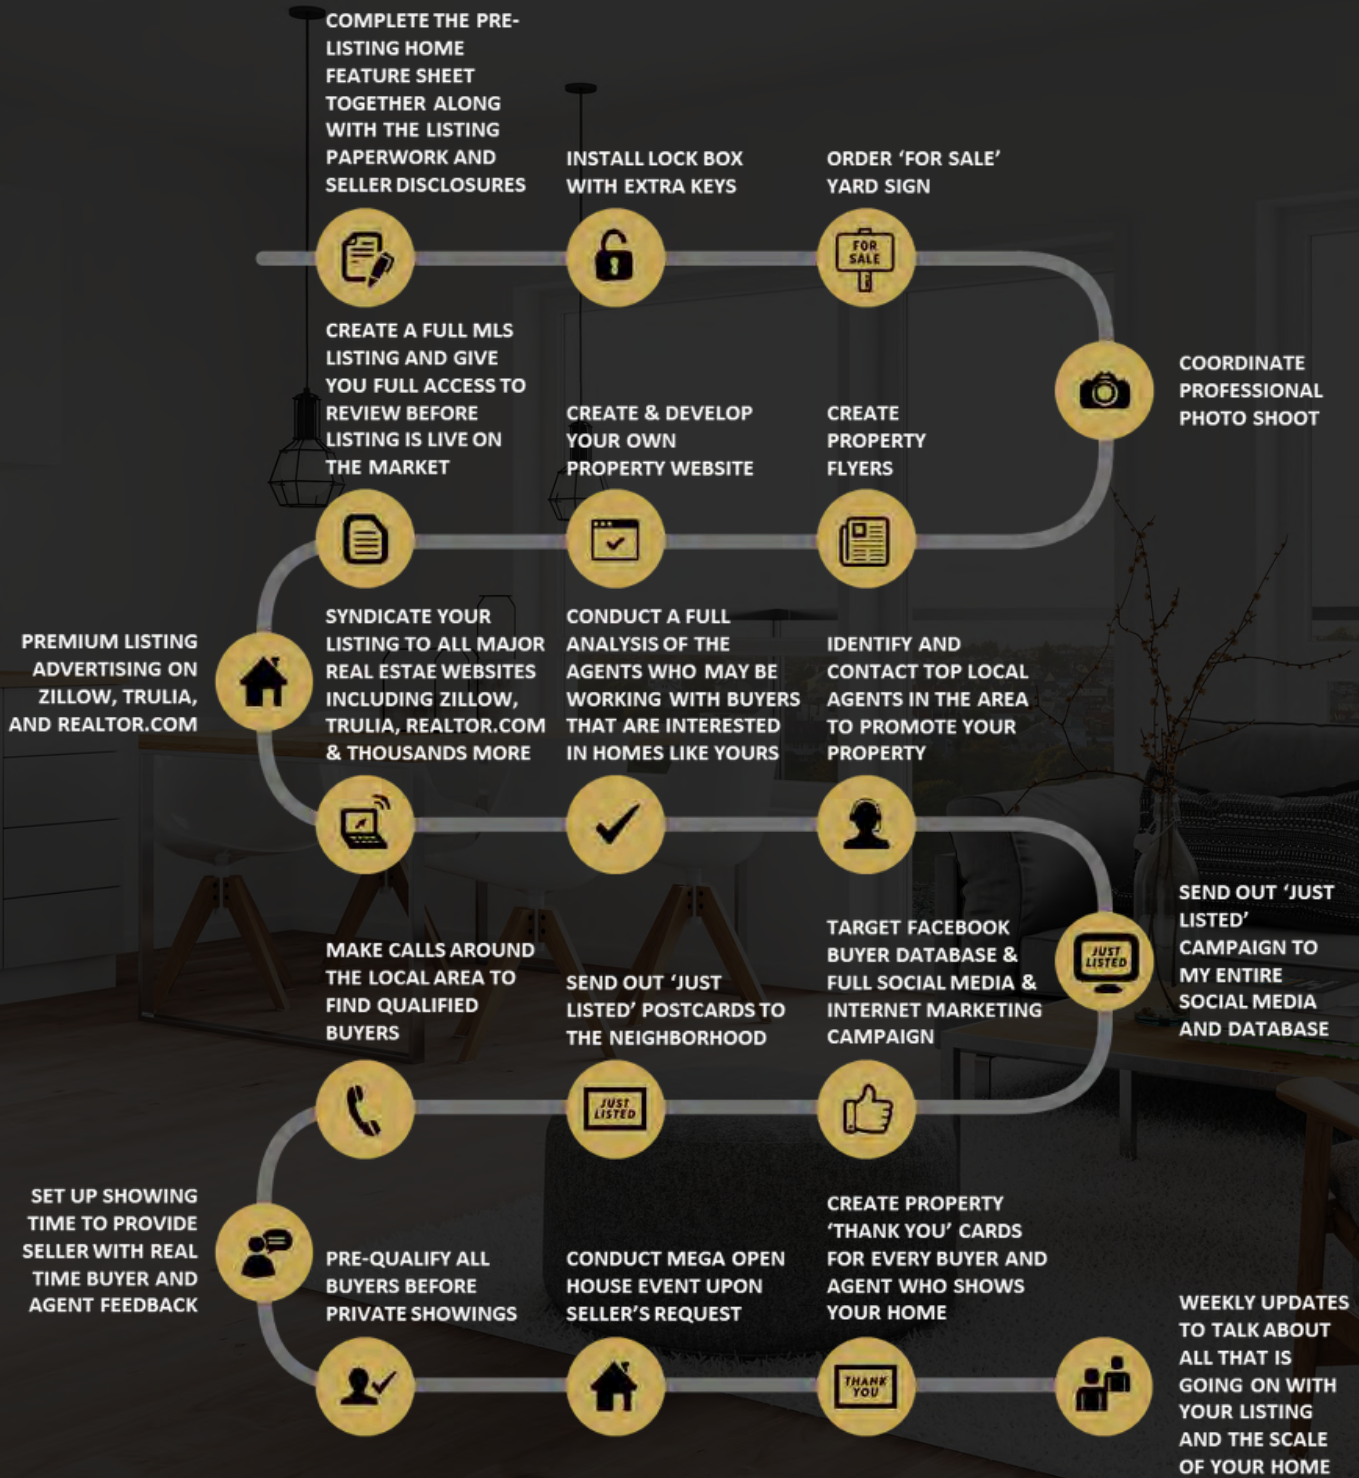 COMPLETE THE PRE-
LISTING HOME
FEATURE SHEET
TOGETHER ALONG
WITH THE LISTING
PAPERWORK AND
SELLER DISCLOSURES
INSTALL LOCK BOX
WITH EXTRA KEYS
ORDER ‘FOR SALE’
YARD SIGN
FOR
SALE
COORDINATE
PROFESSIONAL
PHOTO SHOOT
CREATE
PROPERTY
FLYERS
CREATE & DEVELOP
YOUR OWN
PROPERTY WEBSITE
CREATE A FULL MLS
LISTING AND GIVE
YOU FULL ACCESS TO
REVIEW BEFORE
LISTING IS LIVE ON
THE MARKET
PREMIUM LISTING
ADVERTISING ON
ZILLOW, TRULIA,
AND REALTOR.COM
SYNDICATE YOUR
LISTING TO ALL MAJOR
REAL ESTAE WEBSITES
INCLUDING ZILLOW,
TRULIA, REALTOR.COM
& THOUSANDS MORE
CONDUCT A FULL
ANALYSIS OF THE
AGENTS WHO MAY BE
WORKING WITH BUYERS
THAT ARE INTERESTED
IN HOMES LIKE YOURS
IDENTIFY AND
CONTACT TOP LOCAL
AGENTS IN THE AREA
TO PROMOTE YOUR
PROPERTY
SEND OUT ‘JUST
LISTED’
CAMPAIGN TO
MY ENTIRE
SOCIAL MEDIA
AND DATABASE
JUST
LISTED
TARGET FACEBOOK
BUYER DATABASE &
FULL SOCIAL MEDIA &
INTERNET MARKETING
CAMPAIGN
SEND OUT ‘JUST
LISTED’ POSTCARDS TO
THE NEIGHBORHOOD
JUST
LISTED
MAKE CALLS AROUND
THE LOCAL AREA TO
FIND QUALIFIED
BUYERS
SET UP SHOWING
TIME TO PROVIDE
SELLER WITH REAL
TIME BUYER AND
AGENT FEEDBACK
PRE-QUALIFY ALL
BUYERS BEFORE
PRIVATE SHOWINGS
CONDUCT MEGA OPEN
HOUSE EVENT UPON
SELLER’S REQUEST
CREATE PROPERTY
‘THANK YOU’ CARDS
FOR EVERY BUYER AND
AGENT WHO SHOWS
YOUR HOME
THANK
YOU
WEEKLY UPDATES
TO TALK ABOUT
ALL THAT IS
GOING ON WITH
YOUR LISTING
AND THE SCALE
OF YOUR HOME